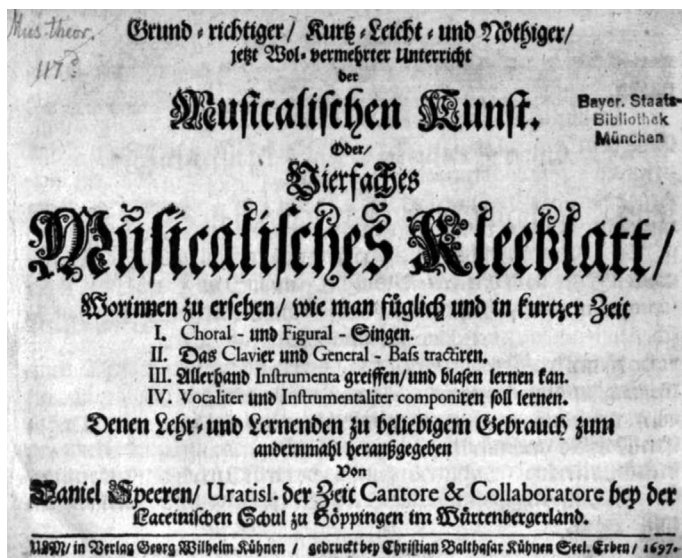 Mus. theor.
Grund-richtiger/ Kurtz-Leicht- und Nöthiger/
jetzt Wol-vermehrter Unterricht
der
Musicalischen Kunst.
Bayer. Staats-
Bibliothek
München
Oder/
Vierfaches
Musicalisches Kleeblatt/
Worinnen zu ersehen/ wie man füglich und in kurtzer Zeit
I. Choral- und Figural-Singen.
II. Das Clavier und General-Bass tractiren.
III. Allerhand Instrumenta greiffen/und blasen lernen kan.
IV. Vocaliter und Instrumentaliter componiren soll lernen.
Denen Lehr- und Lernenden zu beliebigem Gebrauch zum
andernmahl heraußgegeben
Von
Daniel Speeren/ Uratisl. der Zeit Cantore & Collaboratore bey der
Lateinischen Schul zu Göppingen im Würtenbergerland.
ULM/ in Verlag Georg Wilhelm Kühnen / gedruckt bey Christian Balthasar Kühnen Seel. Erben/ 1697.